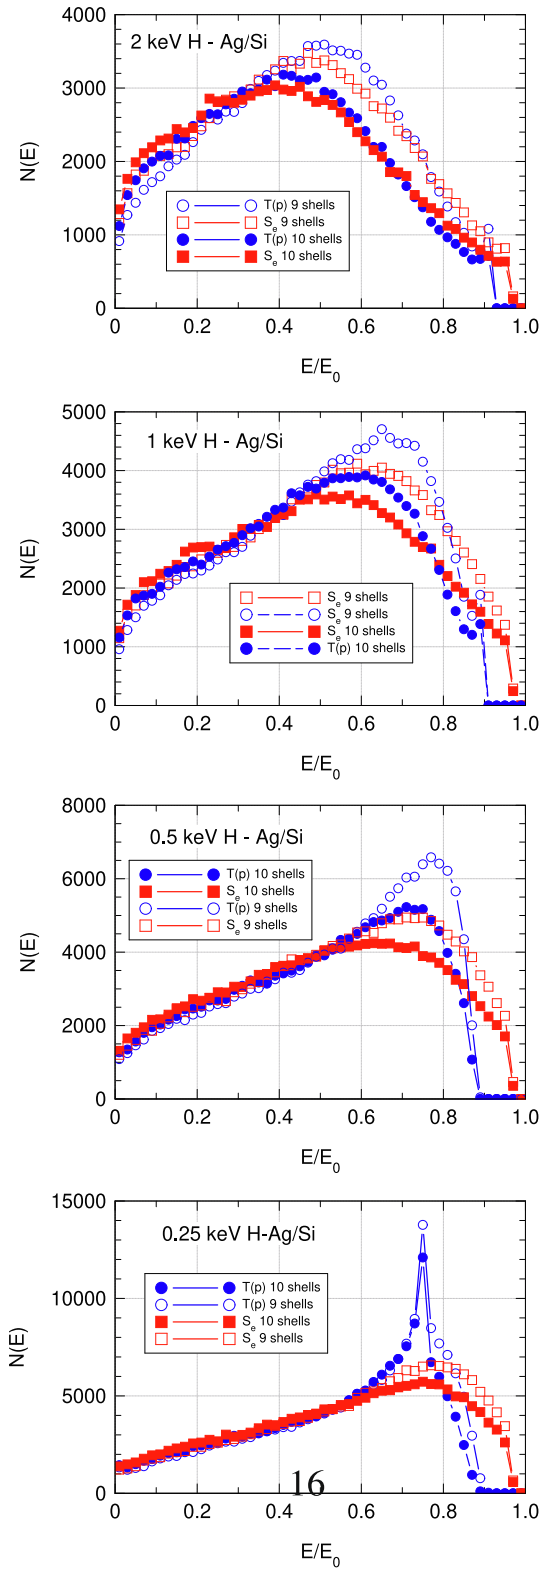 2 keV H - Ag/Si
4000
3000
2000
1000
0
N(E)
T(p) 9 shells
Se 9 shells
T(p) 10 shells
Se 10 shells
0 0.2 0.4 0.6 0.8 1.0
E/E0
1 keV H - Ag/Si
5000
4000
3000
2000
1000
0
N(E)
Se 9 shells
Se 9 shells
Se 10 shells
T(p) 10 shells
0 0.2 0.4 0.6 0.8 1.0
E/E0
0.5 keV H - Ag/Si
8000
6000
4000
2000
0
N(E)
T(p) 10 shells
Se 10 shells
T(p) 9 shells
Se 9 shells
0 0.2 0.4 0.6 0.8 1.0
E/E0
0.25 keV H-Ag/Si
15000
10000
5000
0
N(E)
T(p) 10 shells
T(p) 9 shells
Se 10 shells
Se 9 shells
16
0 0.2 0.4 0.6 0.8 1.0
E/E0